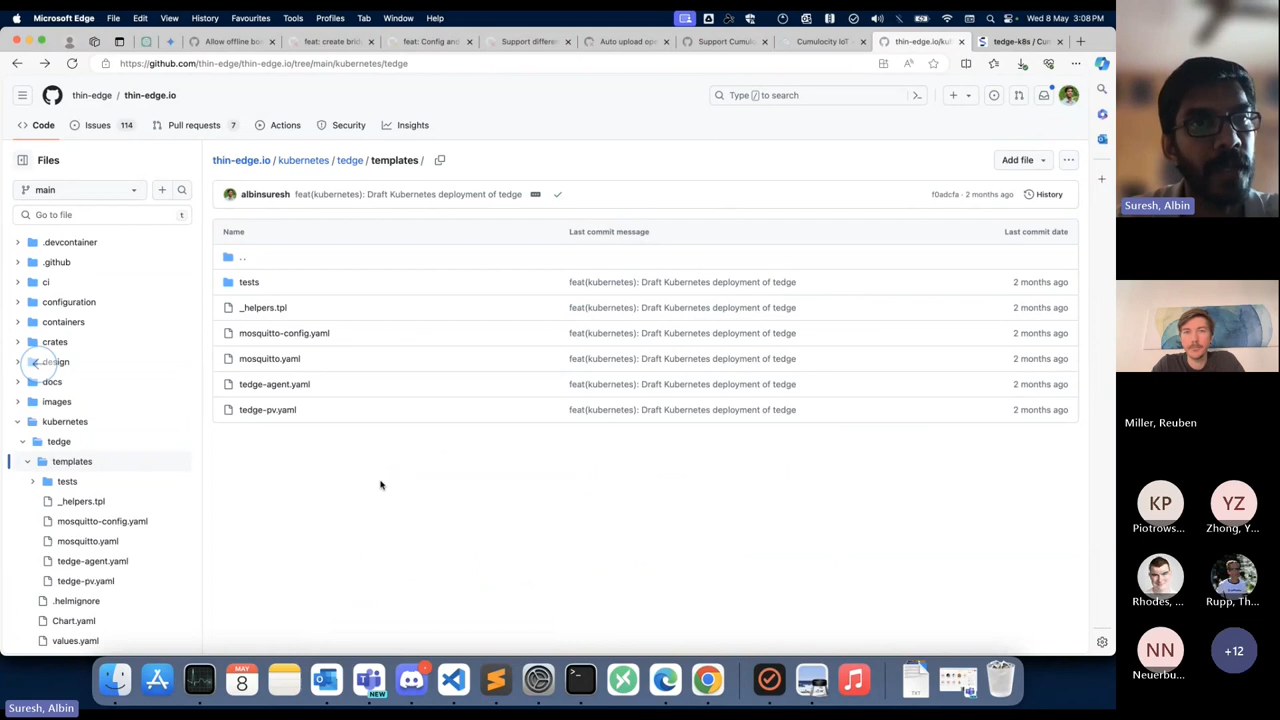 Microsoft Edge File Edit View History Favourites Tools Profiles Tab Window Help Wed 8 May 3:08 PM
Allow offline bo feat: create brid feat: Config an Support differe Auto upload ope Support Cumulo Cumulocity IoT - thin-edge.io/ku tedge-k8s / Cum
https://github.com/thin-edge/thin-edge.io/tree/main/kubernetes/tedge
thin-edge / thin-edge.io
Type / to search
Code
Issues 114
Pull requests 7
Actions
Security
Insights
Files
thin-edge.io / kubernetes / tedge / templates /
Add file
main
albinsuresh feat(kubernetes): Draft Kubernetes deployment of tedge
f0adcfa · 2 months ago
History
Go to file
t
Name Last commit message Last commit date
..
tests feat(kubernetes): Draft Kubernetes deployment of tedge 2 months ago
_helpers.tpl feat(kubernetes): Draft Kubernetes deployment of tedge 2 months ago
mosquitto-config.yaml feat(kubernetes): Draft Kubernetes deployment of tedge 2 months ago
mosquitto.yaml feat(kubernetes): Draft Kubernetes deployment of tedge 2 months ago
tedge-agent.yaml feat(kubernetes): Draft Kubernetes deployment of tedge 2 months ago
tedge-pv.yaml feat(kubernetes): Draft Kubernetes deployment of tedge 2 months ago
.devcontainer
.github
ci
configuration
containers
crates
design
docs
images
kubernetes
tedge
templates
tests
_helpers.tpl
mosquitto-config.yaml
mosquitto.yaml
tedge-agent.yaml
tedge-pv.yaml
.helmignore
Chart.yaml
values.yaml
MAY
8
NEW
TXT
Suresh, Albin
Suresh, Albin
Miller, Reuben
KP
Piotrows...
YZ
Zhong, Y...
Rhodes, ...
Rupp, Th...
NN
Neuerbu...
+12